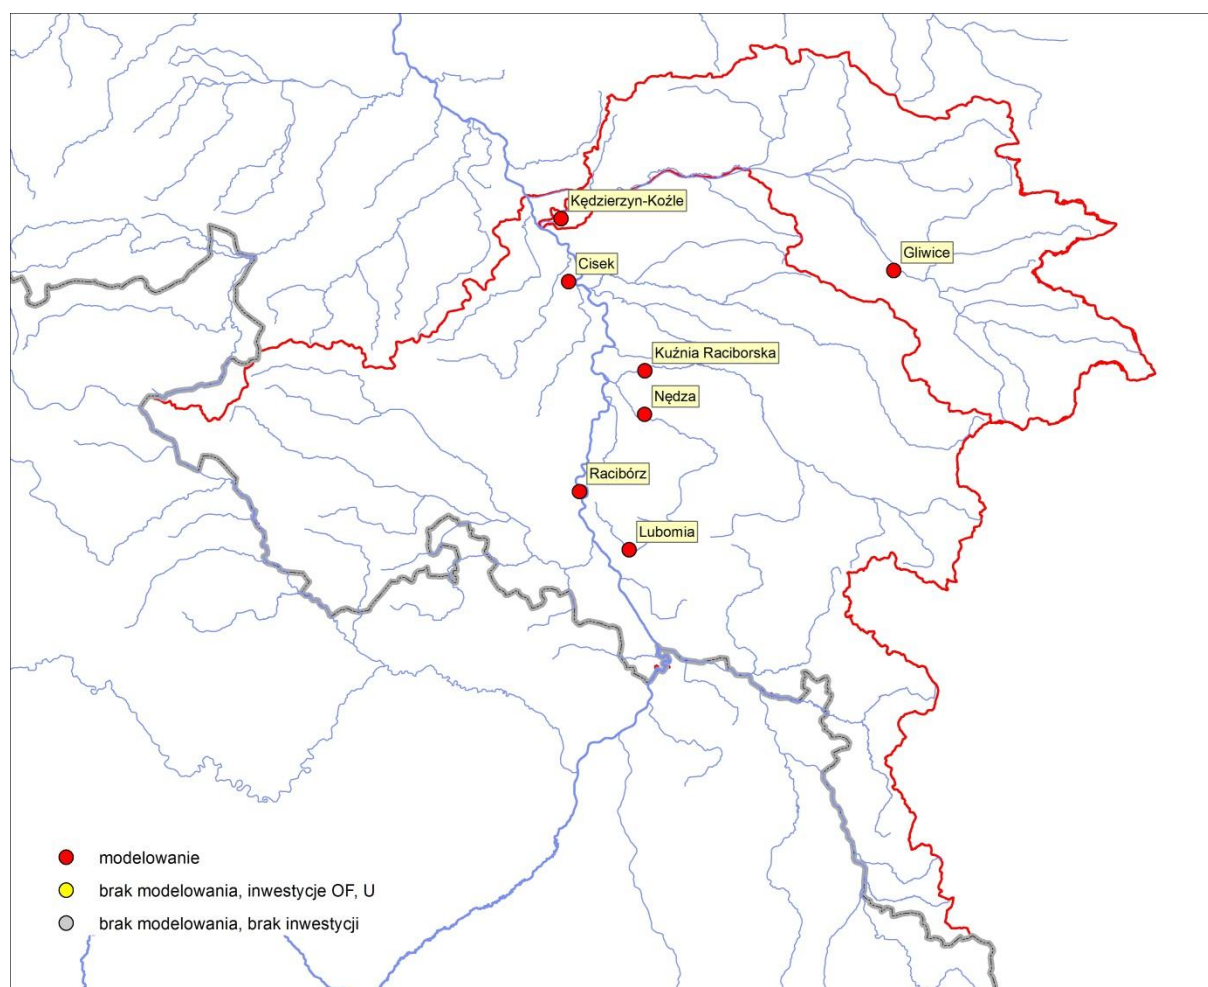 Kędzierzyn-Koźle
Gliwice
Cisek
Kuźnia Raciborska
Nędza
Racibórz
Lubomia
modelowanie
brak modelowania, inwestycje OF, U
brak modelowania, brak inwestycji